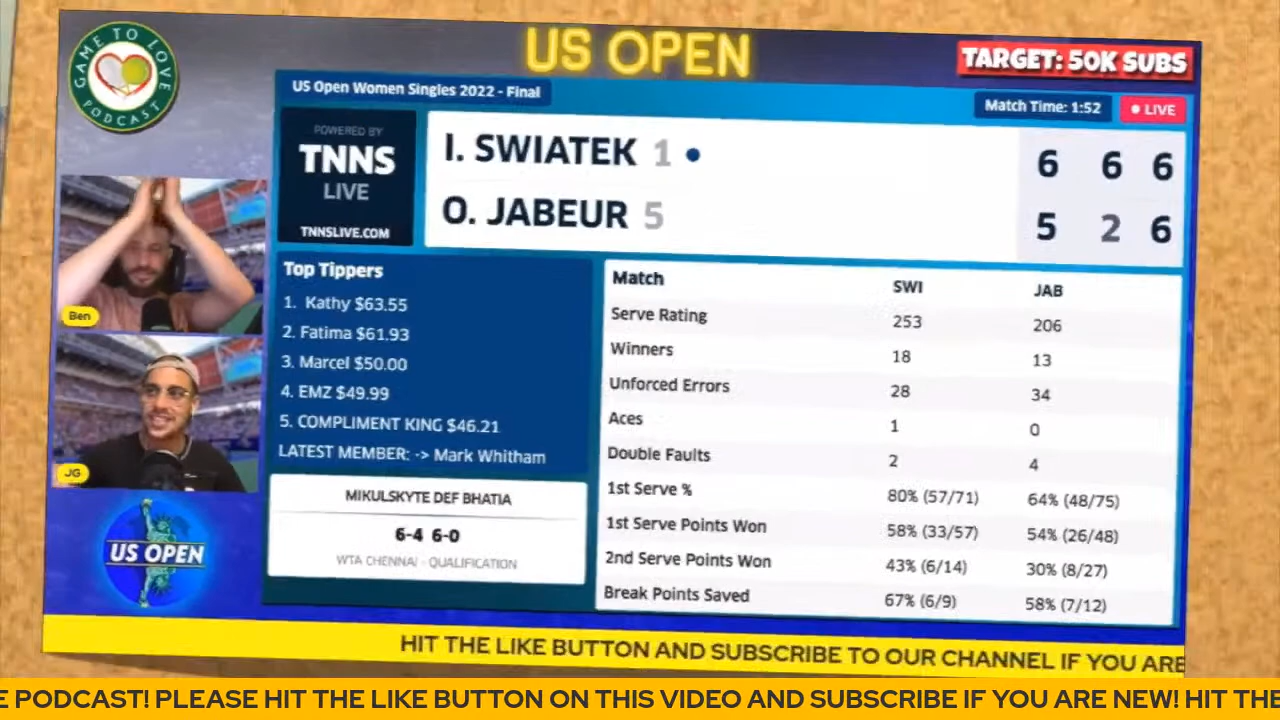 GAME TO LOVE
PODCAST
US OPEN
TARGET: 50K SUBS
US Open Women Singles 2022 - Final
Match Time: 1:52
LIVE
POWERED BY
TNNS
LIVE
TNNSLIVE.COM
I. SWIATEK 1 6 6 6
O. JABEUR 5 5 2 6
Ben
JG
US OPEN
Top Tippers
1. Kathy $63.55
2. Fatima $61.93
3. Marcel $50.00
4. EMZ $49.99
5. COMPLIMENT KING $46.21
LATEST MEMBER: -> Mark Whitham
MIKULSKYTE DEF BHATIA
6-4 6-0
WTA CHENNAI - QUALIFICATION
Match SWI JAB
Serve Rating 253 206
Winners 18 13
Unforced Errors 28 34
Aces 1 0
Double Faults 2 4
1st Serve % 80% (57/71) 64% (48/75)
1st Serve Points Won 58% (33/57) 54% (26/48)
2nd Serve Points Won 43% (6/14) 30% (8/27)
Break Points Saved 67% (6/9) 58% (7/12)
HIT THE LIKE BUTTON AND SUBSCRIBE TO OUR CHANNEL IF YOU ARE
E PODCAST! PLEASE HIT THE LIKE BUTTON ON THIS VIDEO AND SUBSCRIBE IF YOU ARE NEW! HIT THE